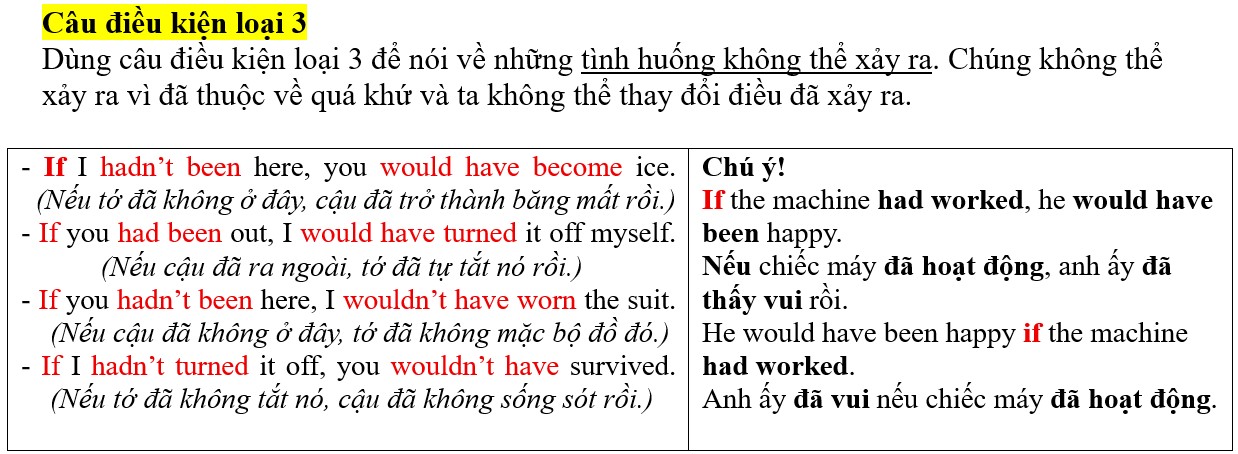 Câu điều kiện loại 3
Dùng câu điều kiện loại 3 để nói về những tình huống không thể xảy ra. Chúng không thể
xảy ra vì đã thuộc về quá khứ và ta không thể thay đổi điều đã xảy ra.
- If I hadn't been here, you would have become ice.
(Nếu tớ đã không ở đây, cậu đã trở thành băng mất rồi.)
- If you had been out, I would have turned it off myself.
(Nếu cậu đã ra ngoài, tớ đã tự tắt nó rồi.)
- If you hadn't been here, I wouldn't have worn the suit.
(Nếu cậu đã không ở đây, tớ đã không mặc bộ đồ đó.)
- If I hadn't turned it off, you wouldn't have survived.
(Nếu tớ đã không tắt nó, cậu đã không sống sót rồi.)
Chú ý!
If the machine had worked, he would have
been happy.
Nếu chiếc máy đã hoạt động, anh ấy đã
thấy vui rồi.
He would have been happy if the machine
had worked.
Anh ấy đã vui nếu chiếc máy đã hoạt động.